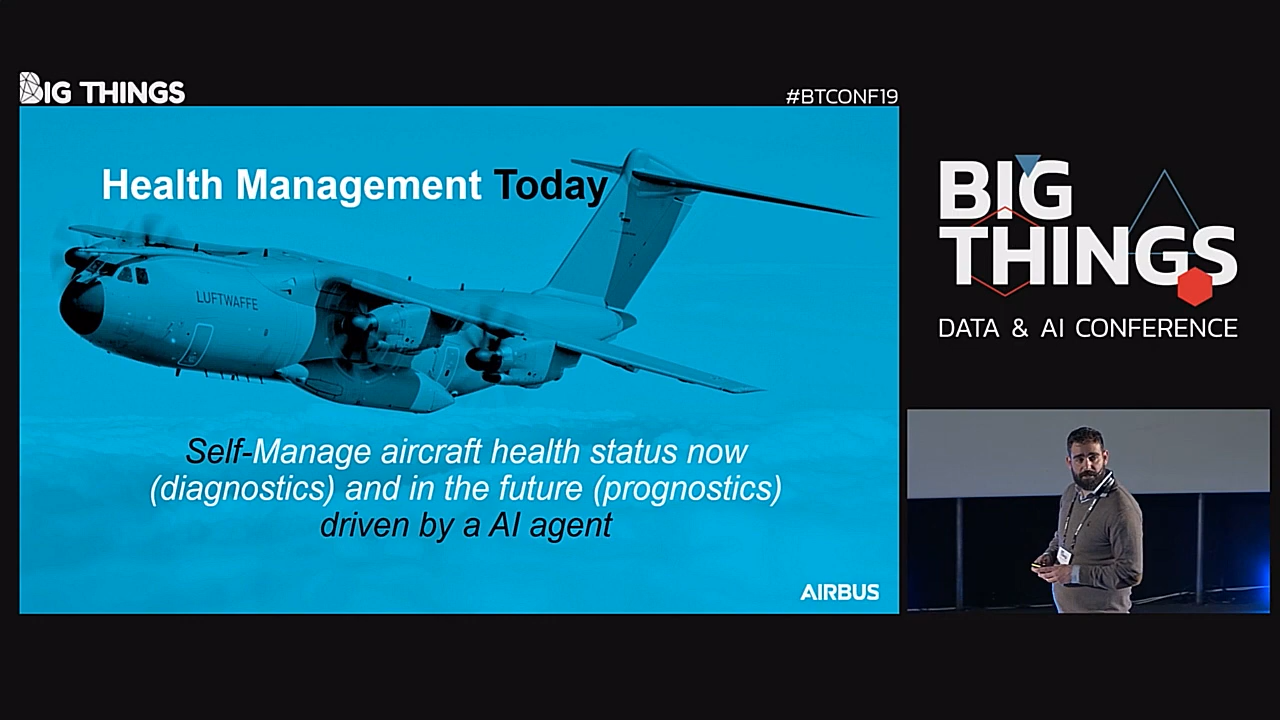 BIG THINGS
#BTCONF19
Health Management Today
LUFTWAFFE
Self-Manage aircraft health status now
(diagnostics) and in the future (prognostics)
driven by a AI agent
AIRBUS
BIG
THINGS
DATA & AI CONFERENCE